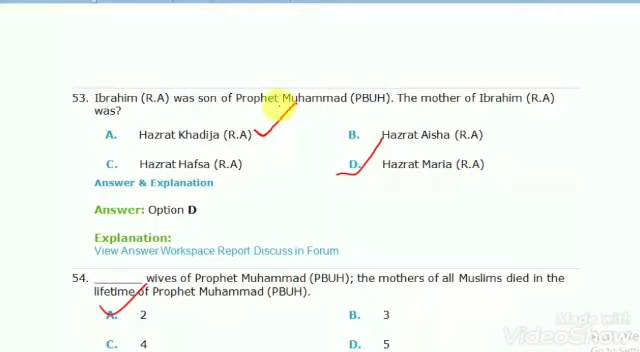 53. Ibrahim (R.A) was son of Prophet Muhammad (PBUH). The mother of Ibrahim (R.A)
was?
A. Hazrat Khadija (R.A) B. Hazrat Aisha (R.A)
C. Hazrat Hafsa (R.A) D. Hazrat Maria (R.A)
Answer & Explanation
Answer: Option D
Explanation:
View Answer Workspace Report Discuss in Forum
54. ________ wives of Prophet Muhammad (PBUH); the mothers of all Muslims died in the
lifetime of Prophet Muhammad (PBUH).
A. 2 B. 3
Made with
VideoShow
C. 4 D. 5